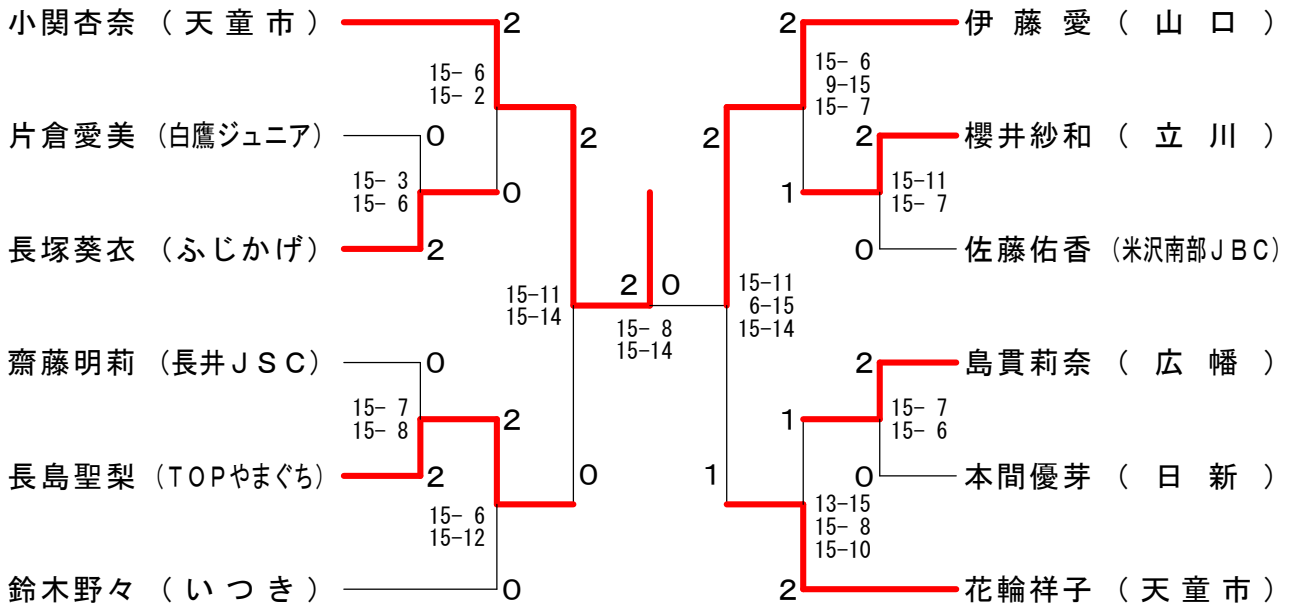 小関杏奈 （ 天 童 市 ） 2 2 伊 藤 愛 （ 山 口 ）
15- 6 15- 6
15- 2 9-15
15- 7
片倉愛美 （白鷹ジュニア） 0 2 2 2 櫻井紗和 （ 立 川 ）
15- 3 15-11
15- 6 0 1 15- 7
長塚葵衣 （ふじかげ） 2 0 佐藤佑香 （米沢南部ＪＢＣ）
15-11 2 0 15-11
15-14 6-15
15- 8 15-14
15-14
齋藤明莉 （長井ＪＳＣ） 0 2 島貫莉奈 （ 広 幡 ）
15- 7 15- 7
15- 8 2 1 15- 6
長島聖梨 （ＴＯＰやまぐち） 2 0 1 0 本間優芽 （ 日 新 ）
15- 6 13-15
15-12 15- 8
15-10
鈴木野々 （ い つ き ） 0 2 花輪祥子 （ 天 童 市 ）